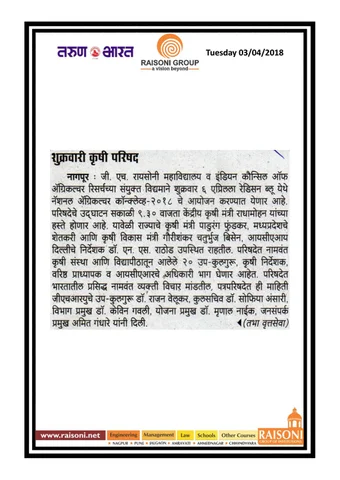 तरुण भारत
RAISONI GROUP
a vision beyond
Tuesday 03/04/2018
शुक्रवारी कृषी परिषद
नागपूर : जी. एच. रायसोनी महाविद्यालय व इंडियन कौन्सिल ऑफ
ॲग्रिकल्चर रिसर्चच्या संयुक्त विद्यमाने शुक्रवार ६ एप्रिलला रेडिसन ब्लू येथे
नॅशनल ॲग्रिकल्चर कॉन्क्लेव्ह-२०१८ चे आयोजन करण्यात येणार आहे.
परिषदेचे उद्घाटन सकाळी ९.३० वाजता केंद्रीय कृषी मंत्री राधामोहन यांच्या
हस्ते होणार आहे. यावेळी राज्याचे कृषी मंत्री पाडुरंग फुंडकर, मध्यप्रदेशचे
शेतकरी आणि कृषी विकास मंत्री गौरीशंकर चतुर्भुज बिसेन, आयसीएआय
दिल्लीचे निर्देशक डॉ. एन. एस. राठोड उपस्थित राहतील. परिषदेत नामवंत
कृषी संस्था आणि विद्यापीठातून आलेले २० उप-कुलगुरू, कृषी निर्देशक,
वरिष्ठ प्राध्यापक व आयसीएआरचे अधिकारी भाग घेणार आहेत. परिषदेत
भारतातील प्रसिद्ध नामवंत व्यक्ती विचार मांडतील, पत्रपरिषदेत ही माहिती
जीएचआरयुचे उप-कुलगुरू डॉ. राजन वेलूकर, कुलसचिव डॉ. सोफिया अंसारी,
विभाग प्रमुख डॉ. केविन गवली, योजना प्रमुख डॉ. मृणाल नाईक, जनसंपर्क
प्रमुख अमित गंधारे यांनी दिली. ◀(तभा वृत्तसेवा)
www.raisoni.net Engineering Management Law Schools Other Courses RAISONI
NAGPUR • PUNE • JALGAON • AMRAVATI • AHMEDNAGAR • CHHINDWARA